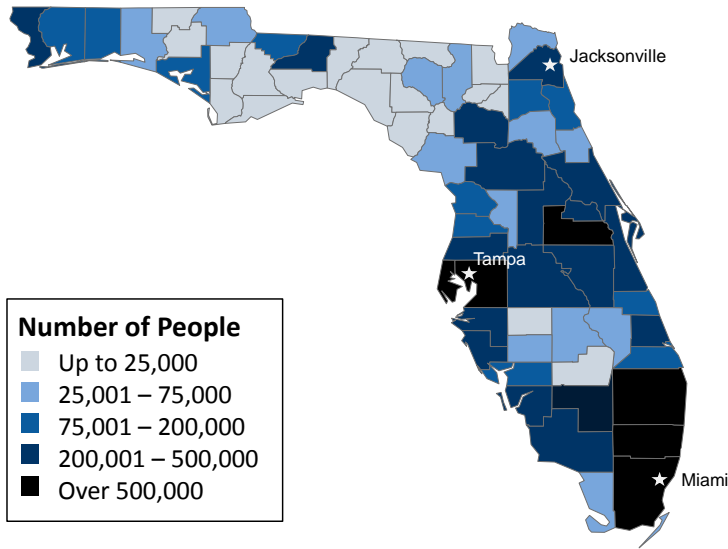 Jacksonville
Tampa
Number of People
Up to 25,000
25,001 – 75,000
75,001 – 200,000
200,001 – 500,000
Over 500,000
Miami